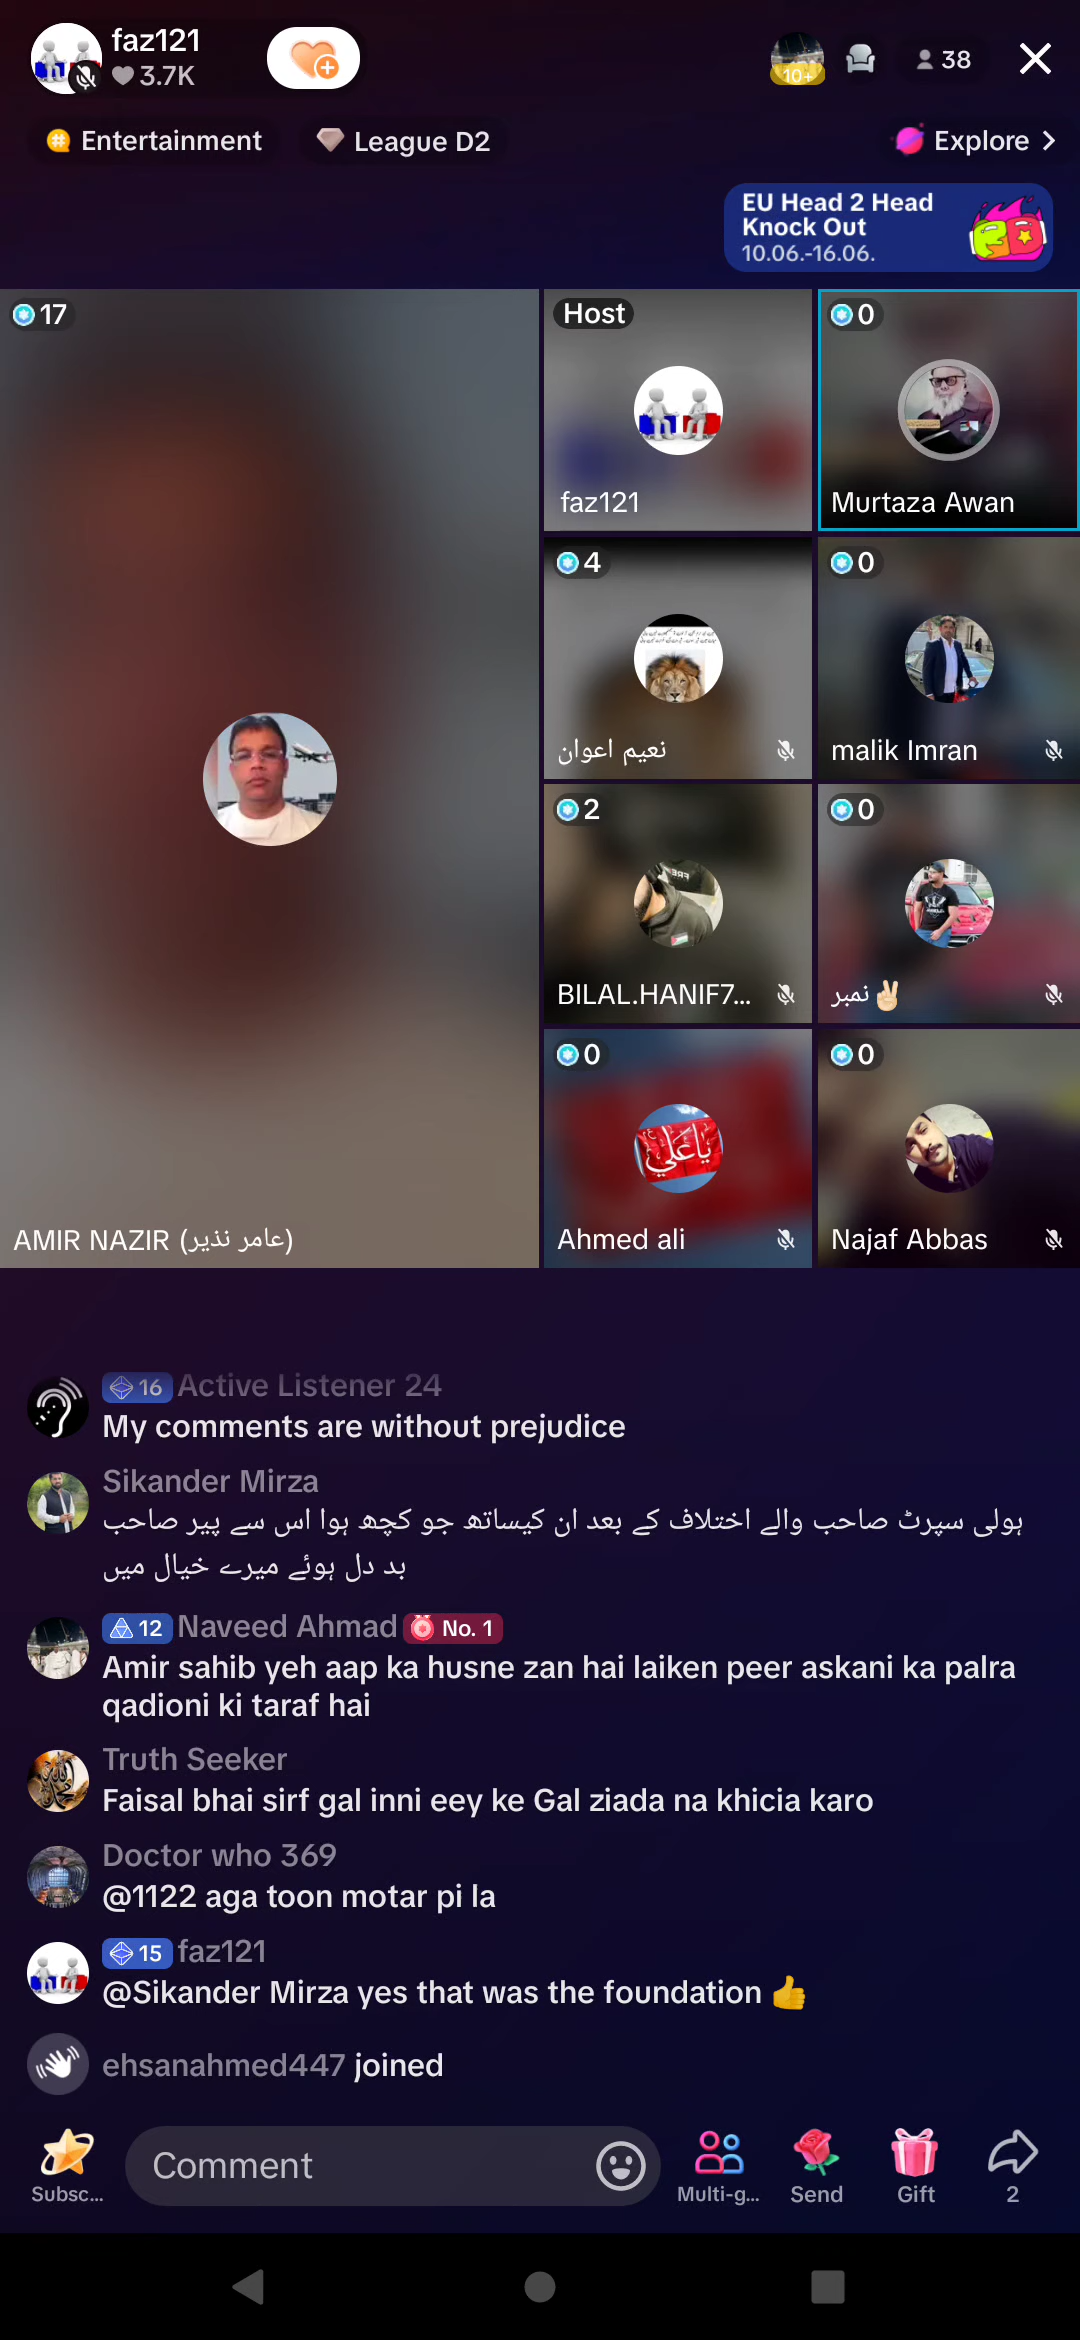 faz121
3.7K
10+
38
Entertainment
League D2
Explore
EU Head 2 Head
Knock Out
10.06.-16.06.
17
Host
0
faz121
Murtaza Awan
4
0
نعیم اعوان
malik Imran
2
0
BILAL.HANIF7...
نمبر✌🏻
0
0
یا علي
AMIR NAZIR (عامر نذیر)
Ahmed ali
Najaf Abbas
16 Active Listener 24
My comments are without prejudice
Sikander Mirza
ہولی سپرٹ صاحب والے اختلاف کے بعد ان کیساتھ جو کچھ ہوا اس سے پیر صاحب
بد دل ہوئے میرے خیال میں
12 Naveed Ahmad No. 1
Amir sahib yeh aap ka husne zan hai laiken peer askani ka palra
qadioni ki taraf hai
Truth Seeker
Faisal bhai sirf gal inni eey ke Gal ziada na khicia karo
Doctor who 369
@1122 aga toon motar pi la
15 faz121
@Sikander Mirza yes that was the foundation 👍
ehsanahmed447 joined
Comment
Subsc...
Multi-g...
Send
Gift
2